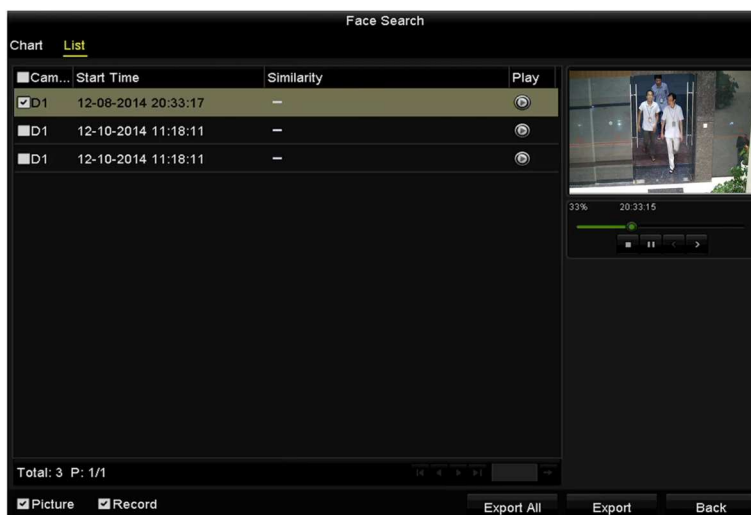 Face Search
Chart List
Cam... Start Time Similarity Play
D1 12-08-2014 20:33:17 –
D1 12-10-2014 11:18:11 –
D1 12-10-2014 11:18:11 –
33% 20:33:15
Total: 3 P: 1/1
Picture Record Export All Export Back